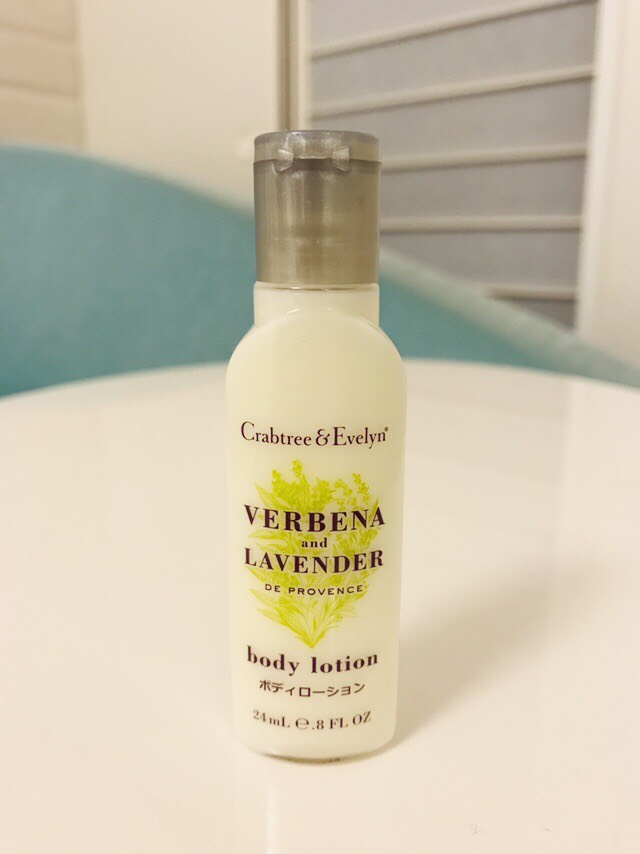 Crabtree & Evelyn®
VERBENA
and
LAVENDER
DE PROVENCE
body lotion
ボディローション
24mL ℮ .8 FL OZ